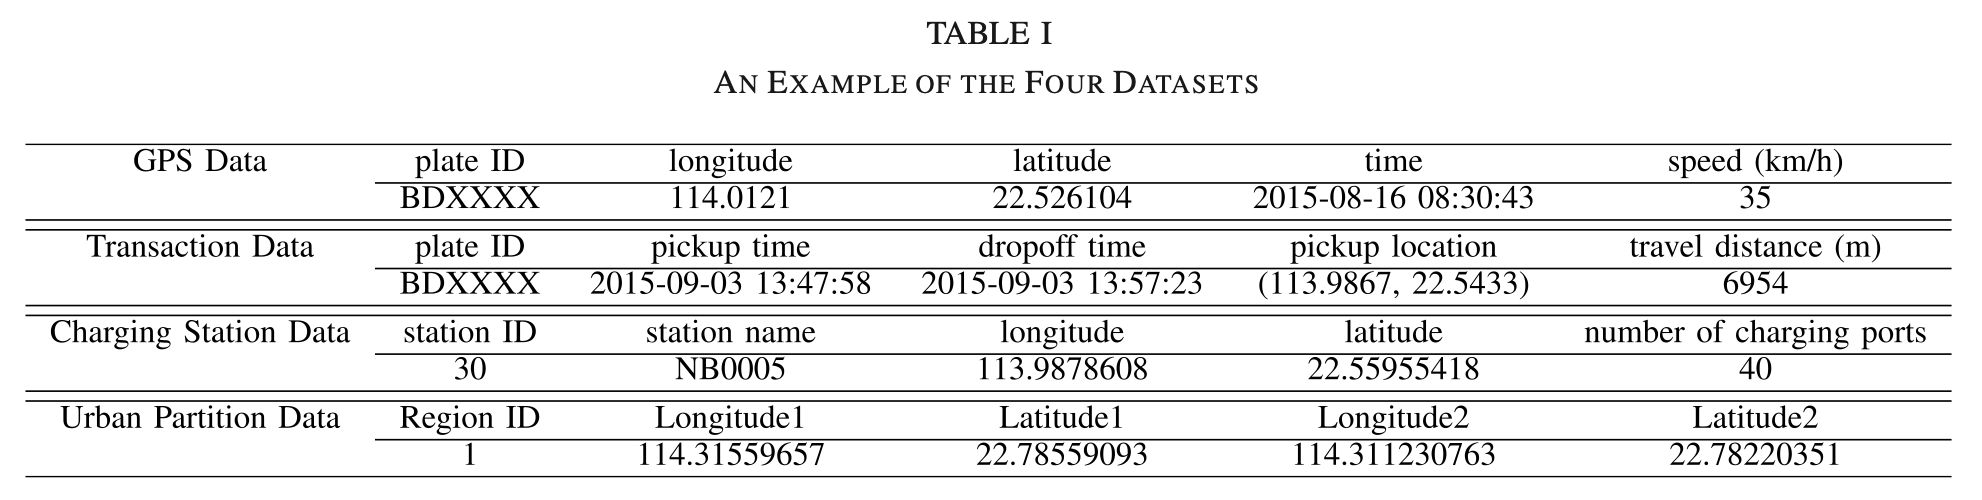 TABLE I
AN EXAMPLE OF THE FOUR DATASETS
GPS Data plate ID longitude latitude time speed (km/h)
BDXXXX 114.0121 22.526104 2015-08-16 08:30:43 35
Transaction Data plate ID pickup time dropoff time pickup location travel distance (m)
BDXXXX 2015-09-03 13:47:58 2015-09-03 13:57:23 (113.9867, 22.5433) 6954
Charging Station Data station ID station name longitude latitude number of charging ports
30 NB0005 113.9878608 22.55955418 40
Urban Partition Data Region ID Longitude1 Latitude1 Longitude2 Latitude2
1 114.31559657 22.78559093 114.311230763 22.78220351